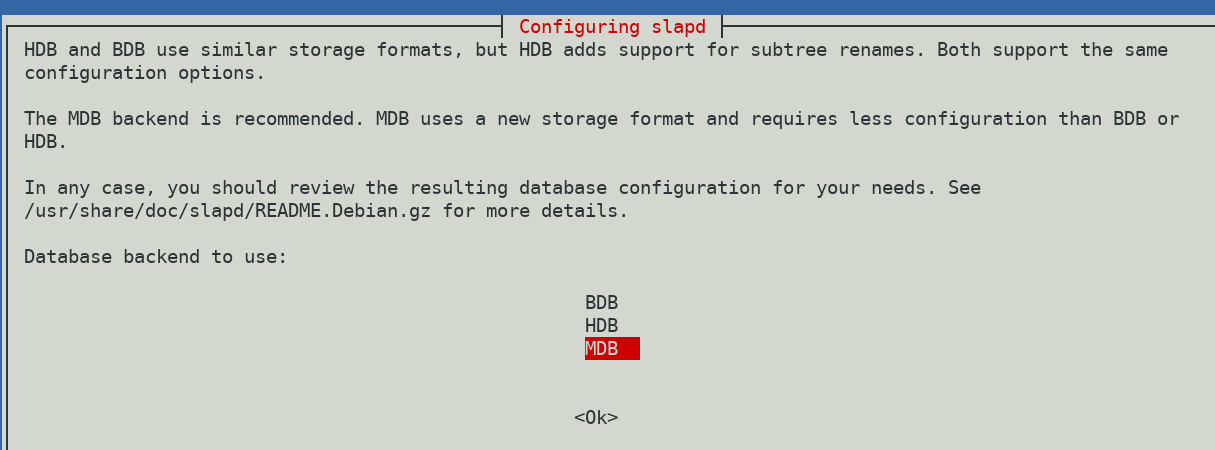 Configuring slapd
HDB and BDB use similar storage formats, but HDB adds support for subtree renames. Both support the same
configuration options.
The MDB backend is recommended. MDB uses a new storage format and requires less configuration than BDB or
HDB.
In any case, you should review the resulting database configuration for your needs. See
/usr/share/doc/slapd/README.Debian.gz for more details.
Database backend to use:
BDB
HDB
MDB
<Ok>